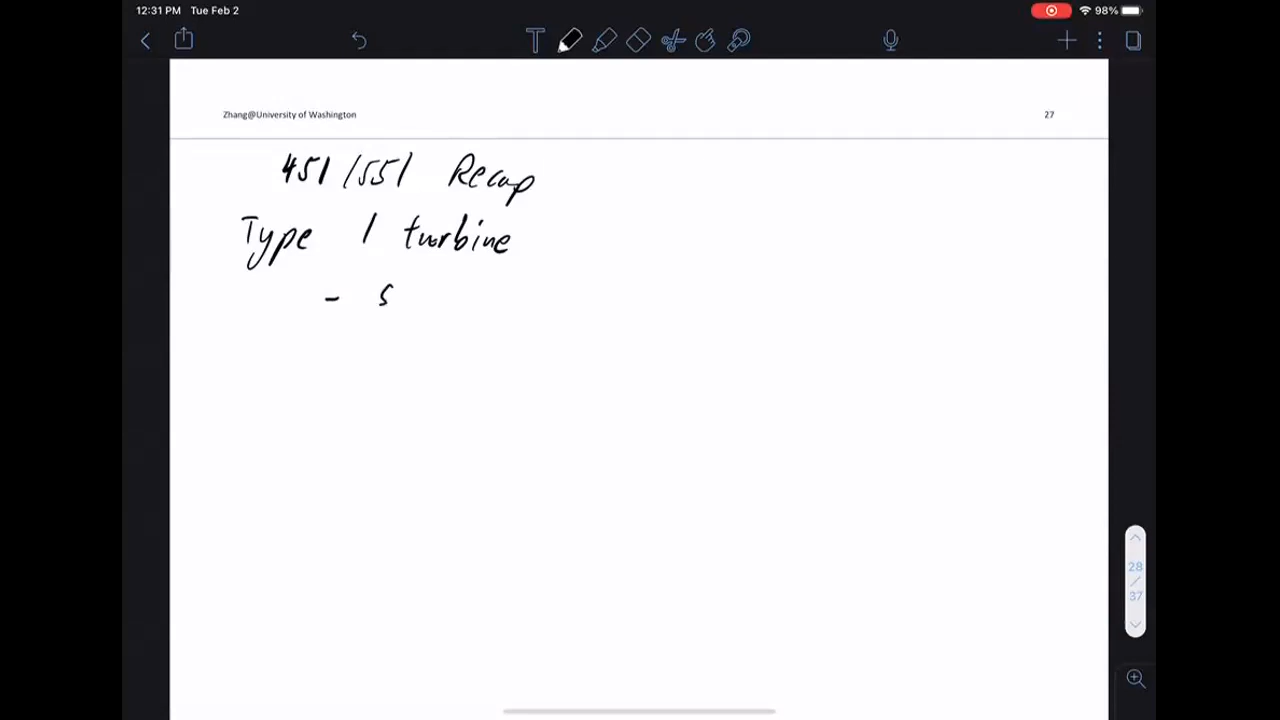 12:31 PM Tue Feb 2
98%
Zhang@University of Washington
27
451/551 Recap
Type 1 turbine
- s
28
/
37